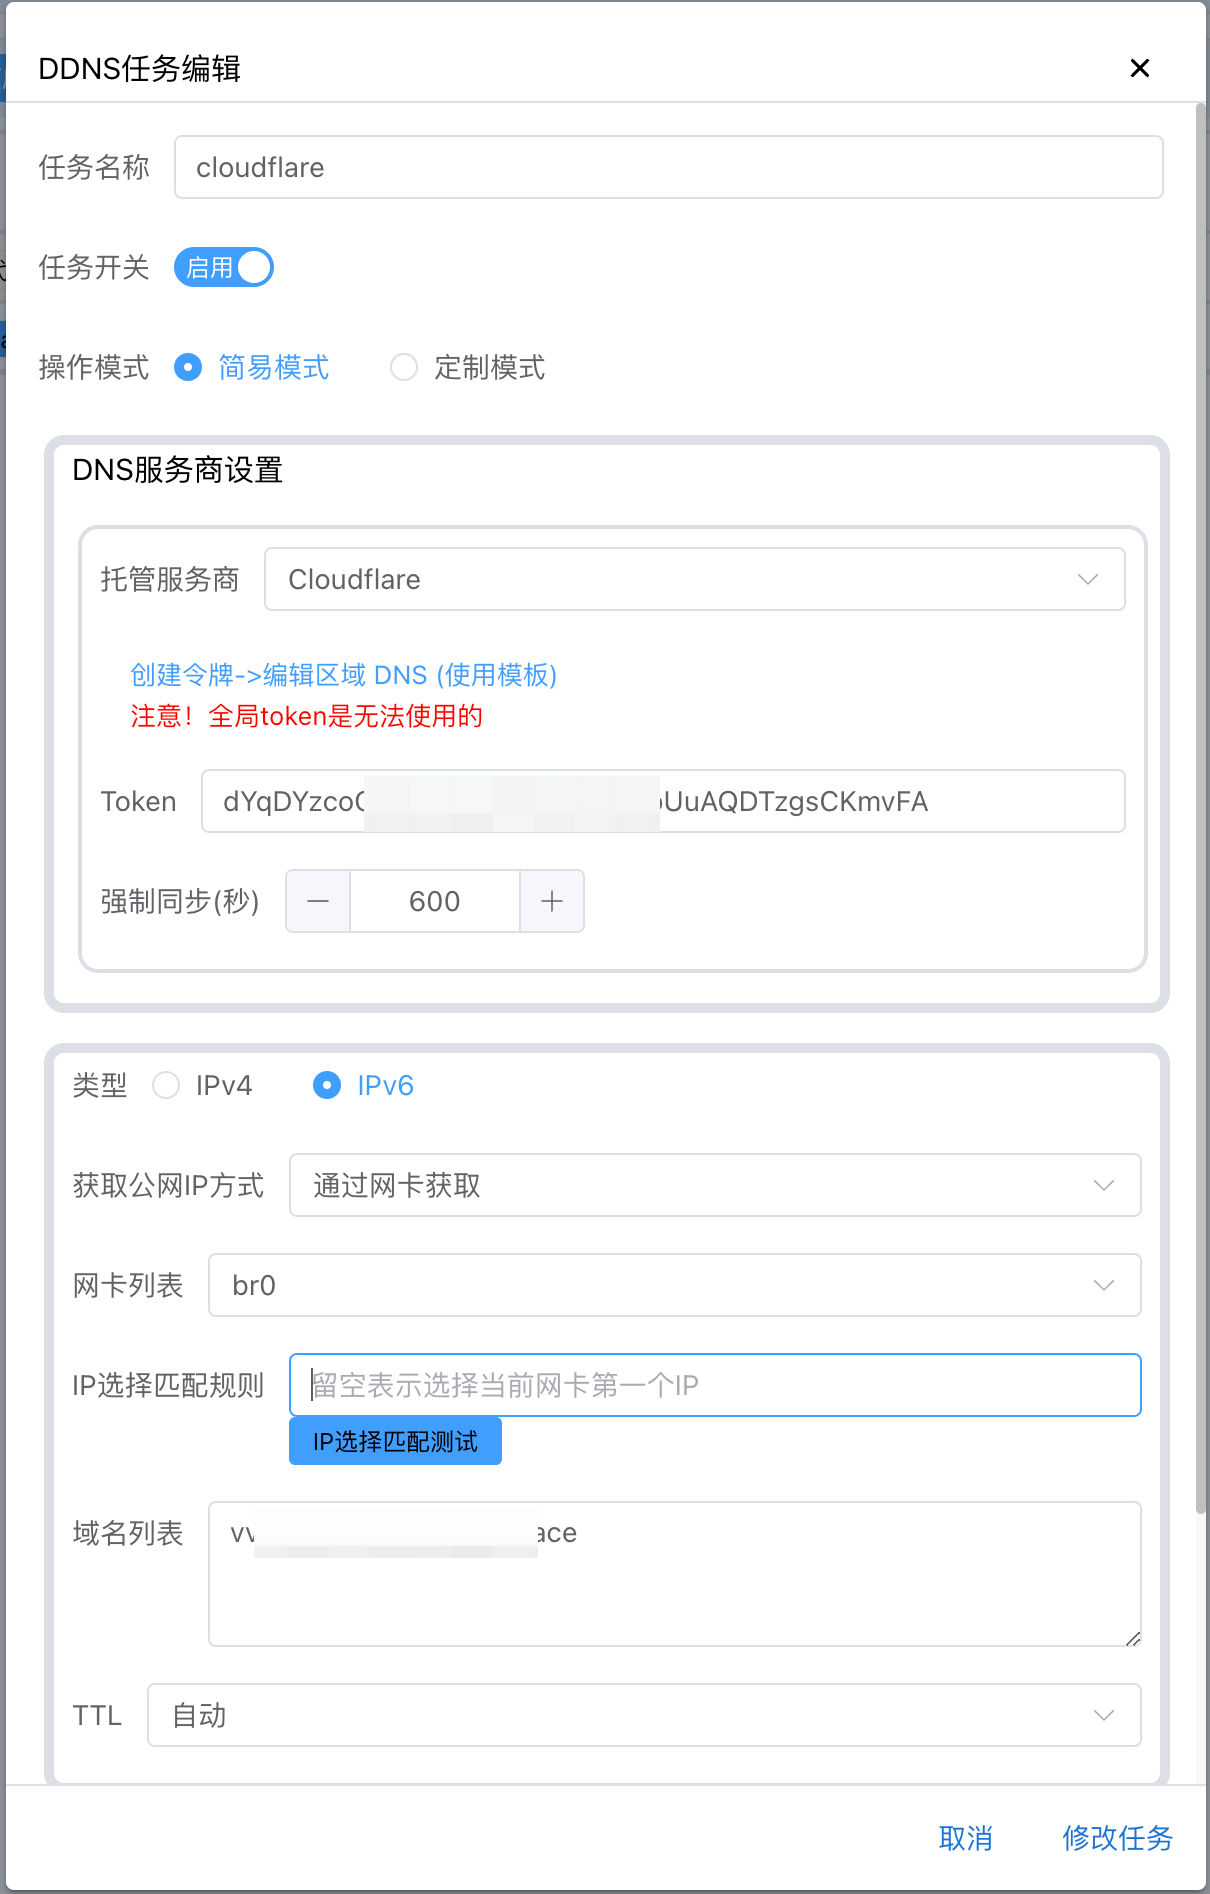 DDNS任务编辑
任务名称 cloudflare
任务开关 启用
操作模式 简易模式 定制模式
DNS服务商设置
托管服务商 Cloudflare
创建令牌->编辑区域 DNS (使用模板)
注意！全局token是无法使用的
Token dYqDYzco UuAQDTzgsCKmvFA
强制同步(秒) 600
类型 IPv4 IPv6
获取公网IP方式 通过网卡获取
网卡列表 br0
IP选择匹配规则 留空表示选择当前网卡第一个IP
IP选择匹配测试
域名列表 ace
TTL 自动
取消 修改任务